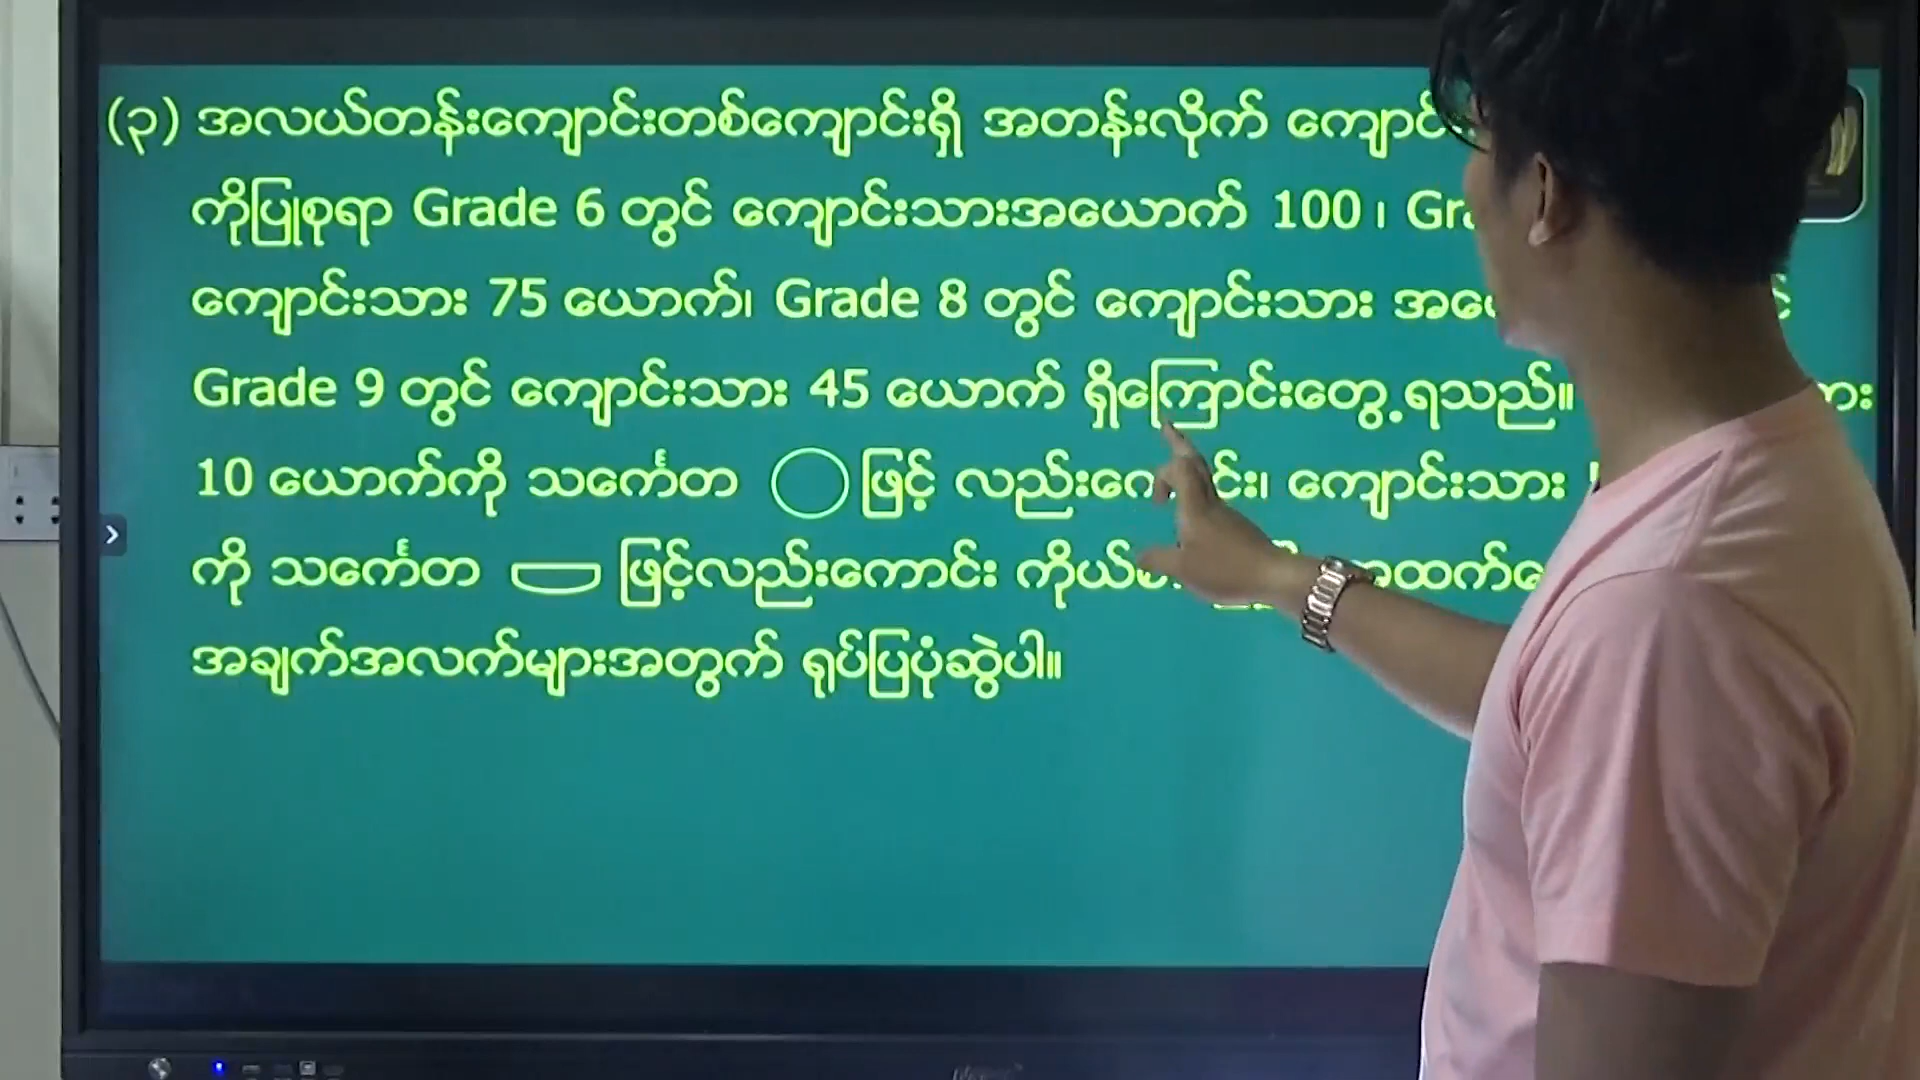 (၃) အလယ်တန်းကျောင်းတစ်ကျောင်းရှိ အတန်းလိုက်
ကိုပြုစုရာ Grade 6 တွင် ကျောင်းသားအယောက် 100 ၊
ကျောင်းသား 75 ယောက်၊ Grade 8 တွင် ကျောင်းသား
Grade 9 တွင် ကျောင်းသား 45 ယောက် ရှိကြောင်းတွေ့ရသည်။
10 ယောက်ကို သင်္ကေတ ဖြင့် ကျောင်းသား
ကို သင်္ကေတ ဖြင့်လည်းကောင်း
အချက်အလက်များအတွက် ရုပ်ပြပုံဆွဲပါ။